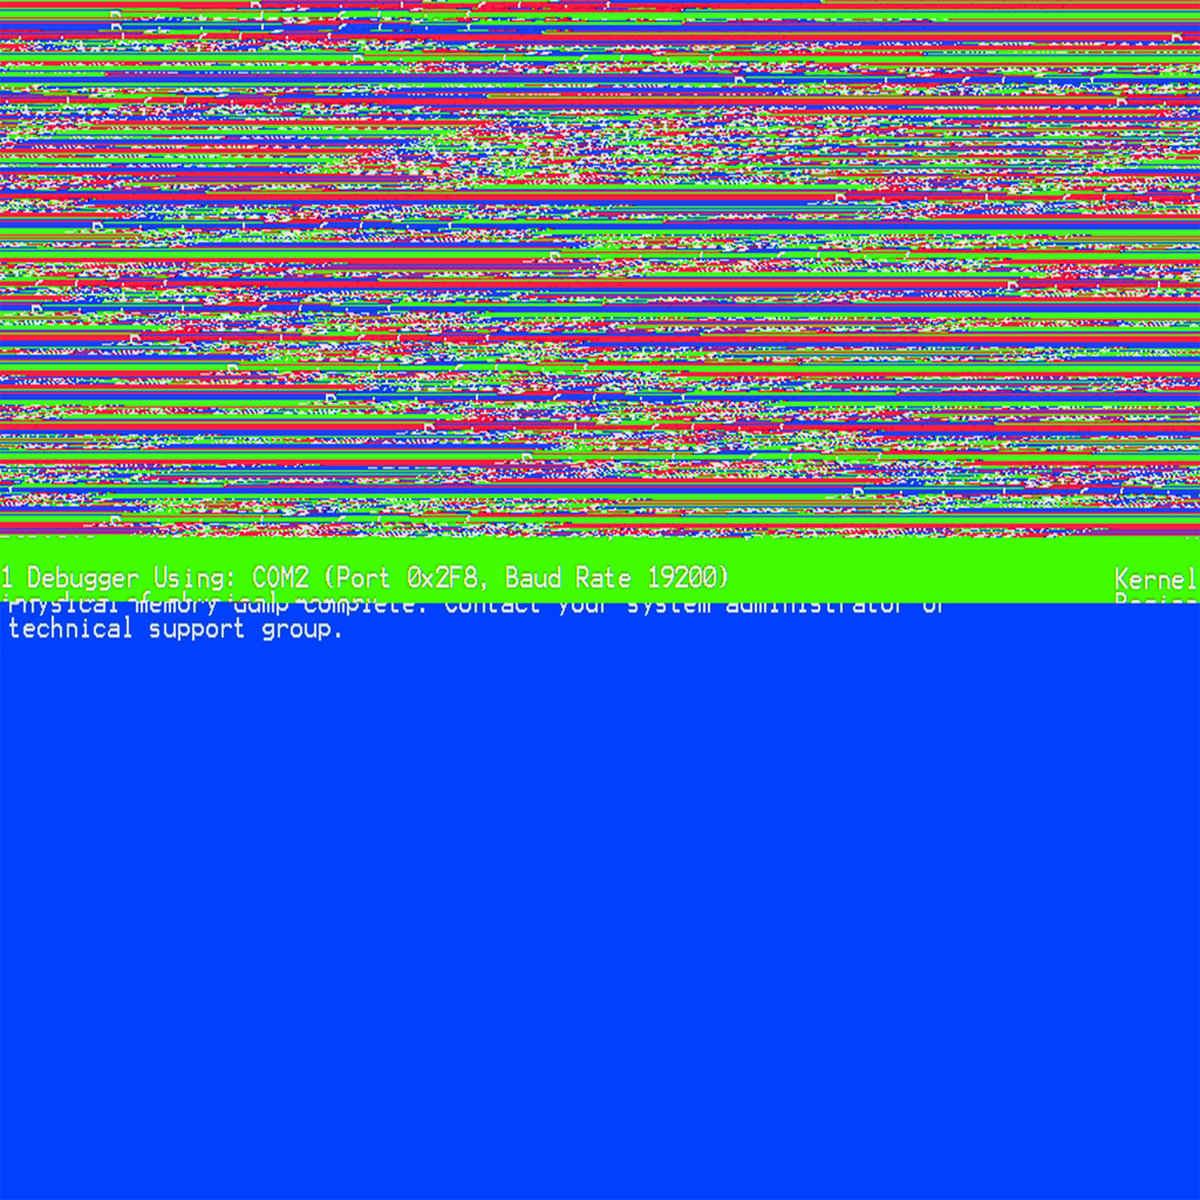 1 Debugger Using: COM2 (Port 0x2F8, Baud Rate 19200)
Kernel
Physical memory dump complete. Contact your system administrator or
technical support group.